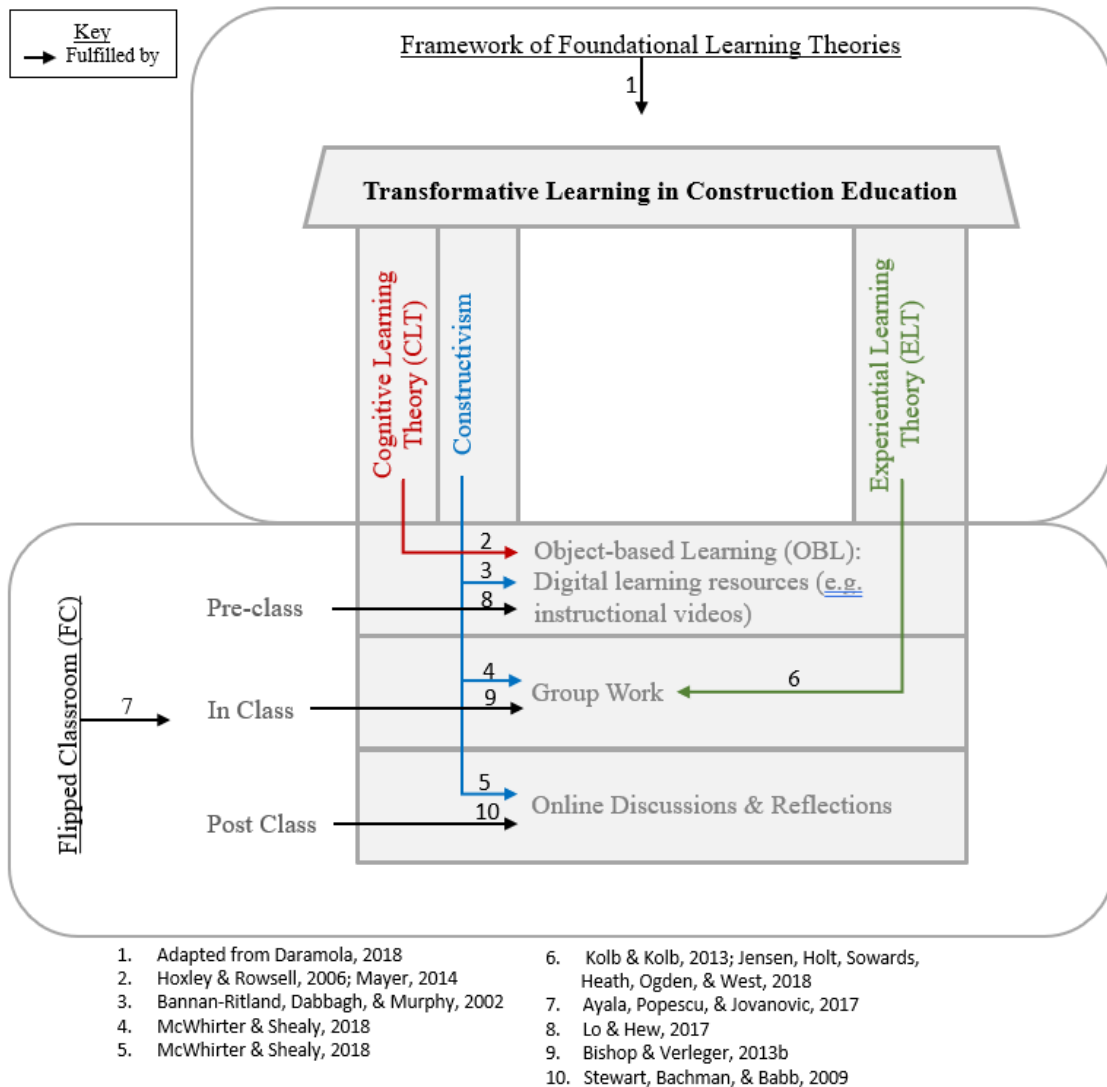 Key
Fulfilled by
Framework of Foundational Learning Theories
1
Transformative Learning in Construction Education
Cognitive Learning
Theory (CLT)
Constructivism
Experiential Learning
Theory (ELT)
Flipped Classroom (FC)
7
Pre-class
2
3
8
Object-based Learning (OBL):
Digital learning resources (e.g.
instructional videos)
In Class
4
9
Group Work
6
Post Class
5
10
Online Discussions & Reflections
1. Adapted from Daramola, 2018
2. Hoxley & Rowsell, 2006; Mayer, 2014
3. Bannan-Ritland, Dabbagh, & Murphy, 2002
4. McWhirter & Shealy, 2018
5. McWhirter & Shealy, 2018
6. Kolb & Kolb, 2013; Jensen, Holt, Sowards,
Heath, Ogden, & West, 2018
7. Ayala, Popescu, & Jovanovic, 2017
8. Lo & Hew, 2017
9. Bishop & Verleger, 2013b
10. Stewart, Bachman, & Babb, 2009